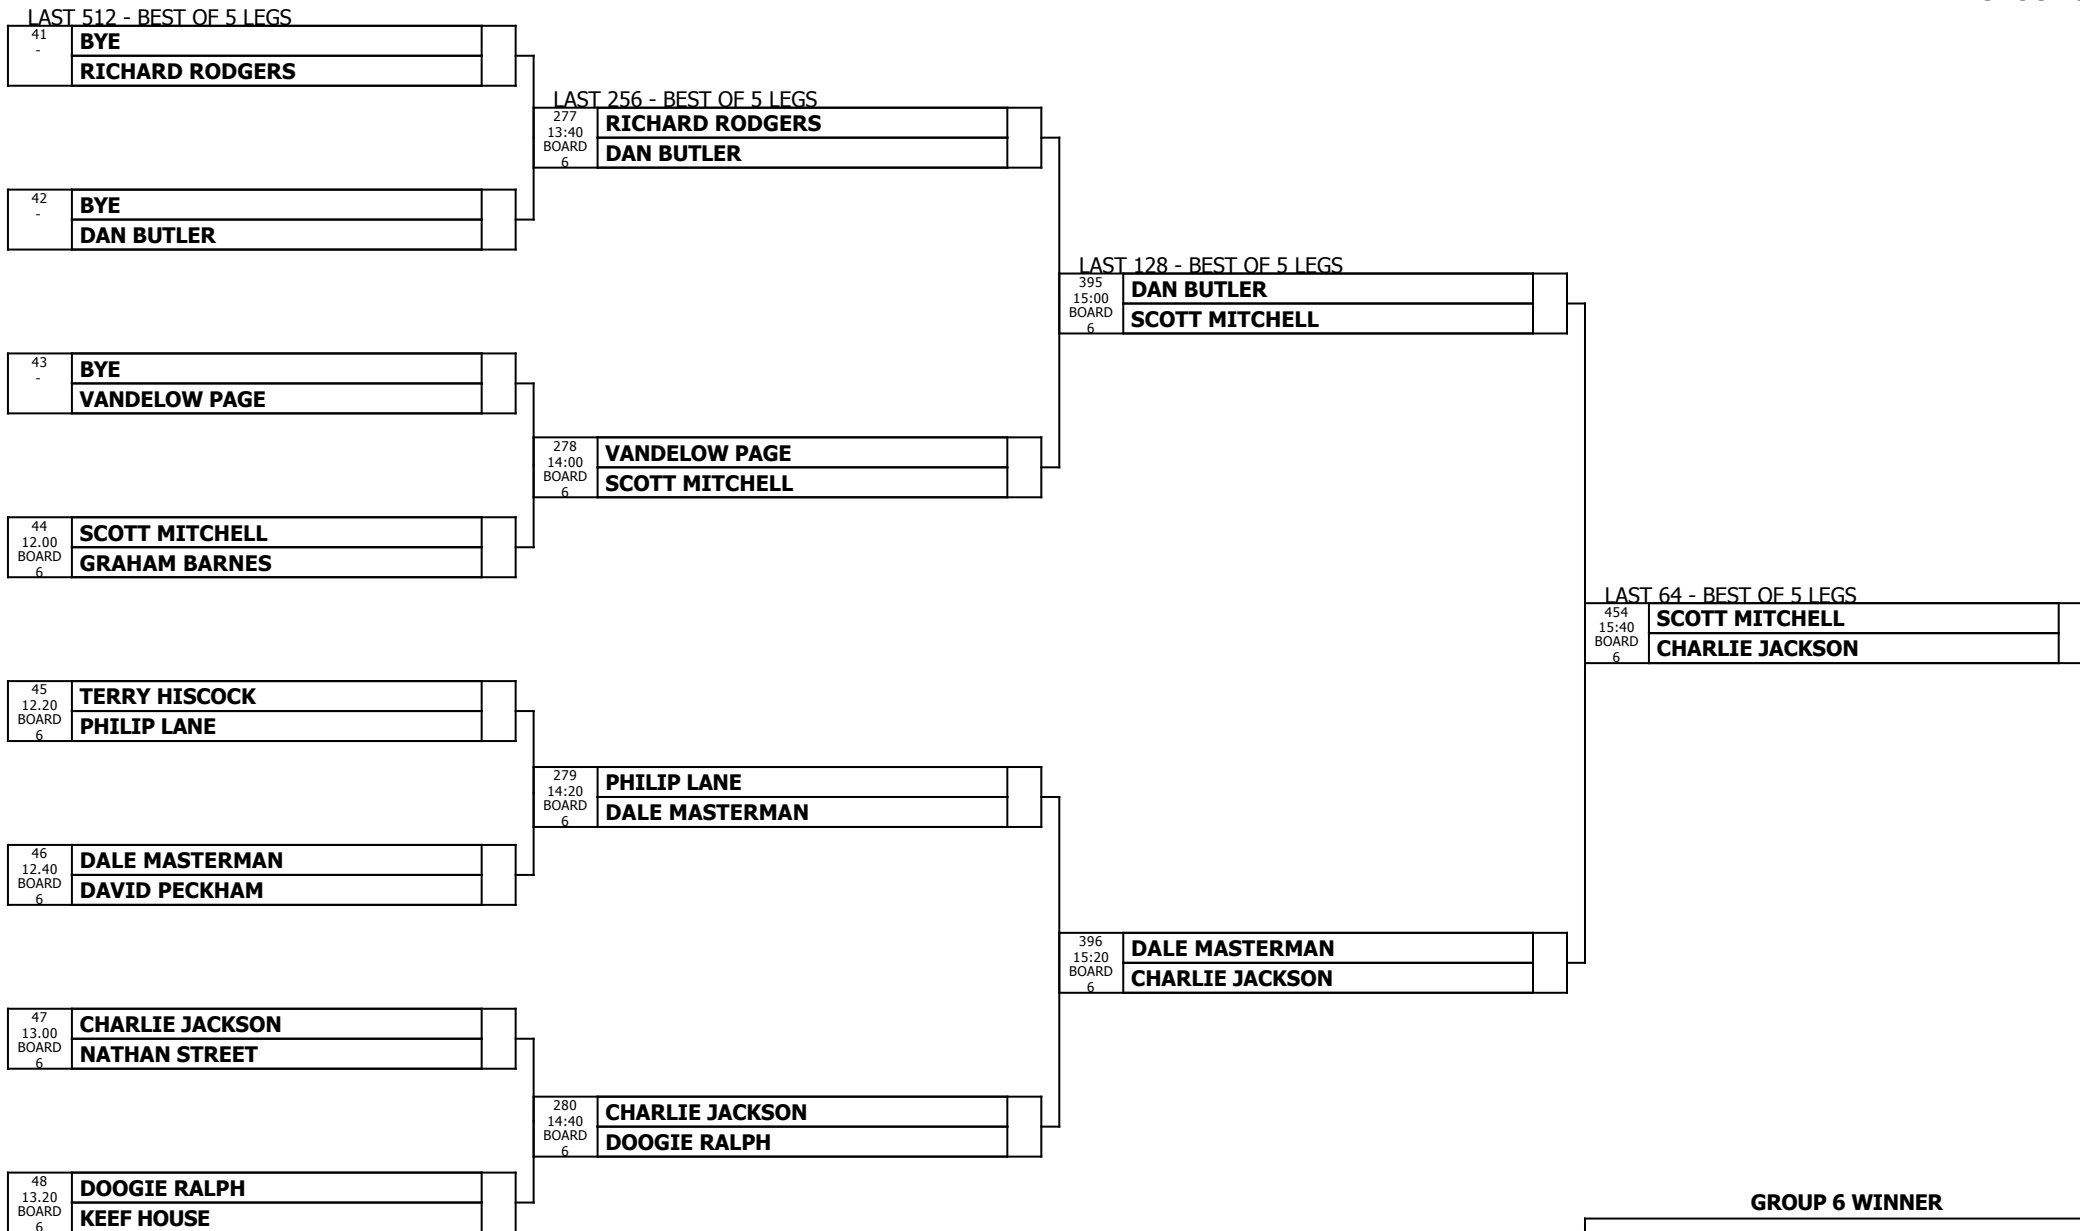 LAST 512 - BEST OF 5 LEGS
41
-
BYE
RICHARD RODGERS
42
-
BYE
DAN BUTLER
43
-
BYE
VANDELOW PAGE
44
12.00
BOARD
6
SCOTT MITCHELL
GRAHAM BARNES
45
12.20
BOARD
6
TERRY HISCOCK
PHILIP LANE
46
12.40
BOARD
6
DALE MASTERMAN
DAVID PECKHAM
47
13.00
BOARD
6
CHARLIE JACKSON
NATHAN STREET
48
13.20
BOARD
6
DOOGIE RALPH
KEEF HOUSE
LAST 256 - BEST OF 5 LEGS
277
13:40
BOARD
6
RICHARD RODGERS
DAN BUTLER
278
14:00
BOARD
6
VANDELOW PAGE
SCOTT MITCHELL
279
14:20
BOARD
6
PHILIP LANE
DALE MASTERMAN
280
14:40
BOARD
6
CHARLIE JACKSON
DOOGIE RALPH
LAST 128 - BEST OF 5 LEGS
395
15:00
BOARD
6
DAN BUTLER
SCOTT MITCHELL
396
15:20
BOARD
6
DALE MASTERMAN
CHARLIE JACKSON
LAST 64 - BEST OF 5 LEGS
454
15:40
BOARD
6
SCOTT MITCHELL
CHARLIE JACKSON
GROUP 6 WINNER